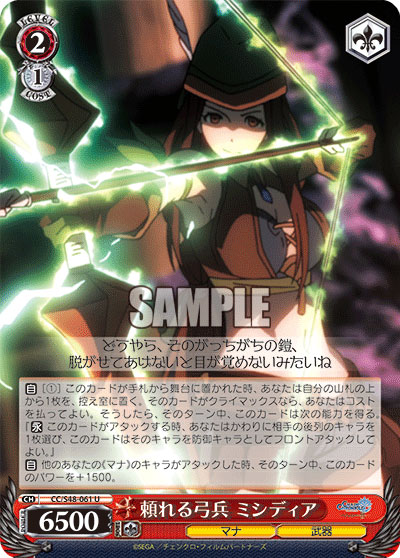 LEVEL
2
1
COST
SAMPLE
どうやら、そのがっちがちの鎧、
脱がせてあげないと目が覚めないみたいね
自 [①] このカードが手札から舞台に置かれた時、あなたは自分の山札の上
から1枚を、控え室に置く。そのカードがクライマックスなら、あなたはコスト
を払ってよい。そうしたら、そのターン中、このカードは次の能力を得る。
『永 このカードがアタックする時、あなたはかわりに相手の後列のキャラを
1枚選び、このカードはそのキャラを防御キャラとしてフロントアタックして
よい。』
自 他のあなたの《マナ》のキャラがプレイされて舞台に置かれた時、そのターン中、このカード
のパワーを+1500。
CH
CC/S48-061 U
6500
頼れる弓兵 ミシディア
マナ
武器
©SEGA／チェンクロ・フィルムパートナーズ